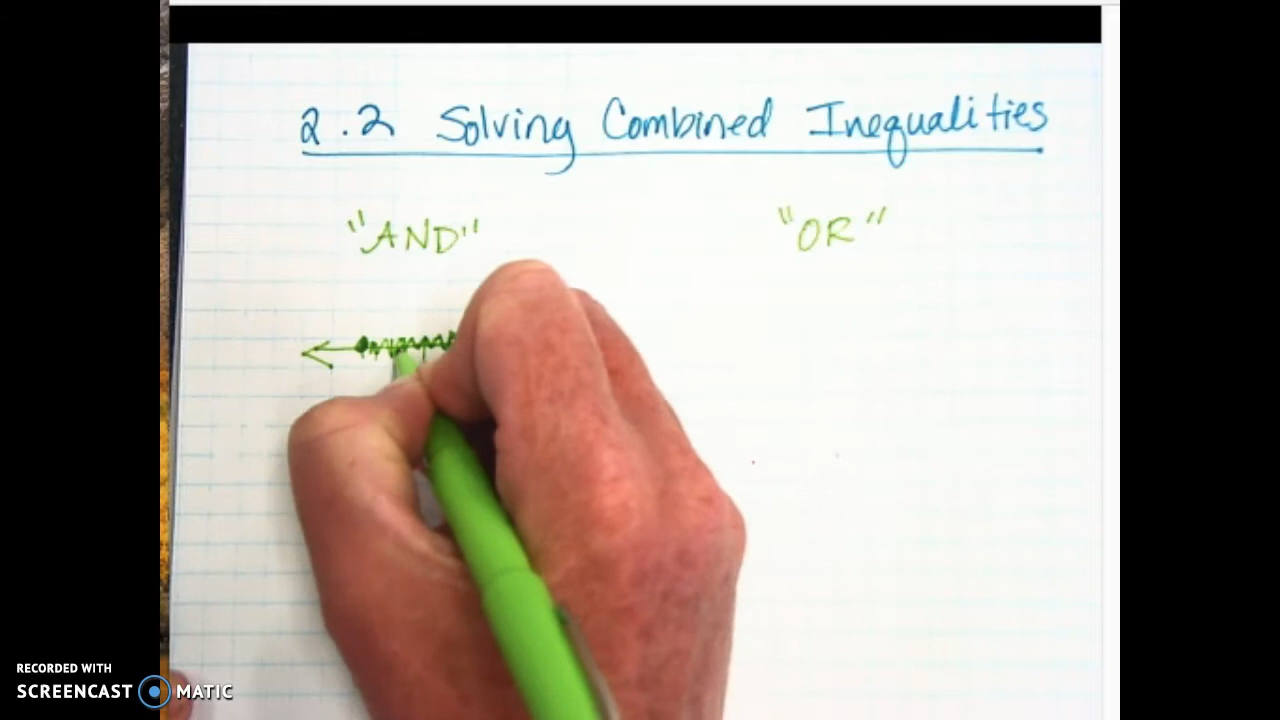 2.2 Solving Combined Inequalities
"AND"
"OR"
RECORDED WITH
SCREENCAST MATIC